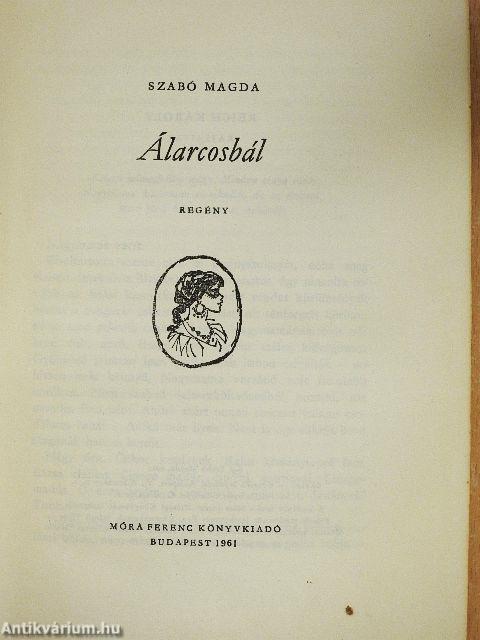 SZABÓ MAGDA
Álarcosbál
REGÉNY
MÓRA FERENC KÖNYVKIADÓ
BUDAPEST 1961
Antikvárium.hu